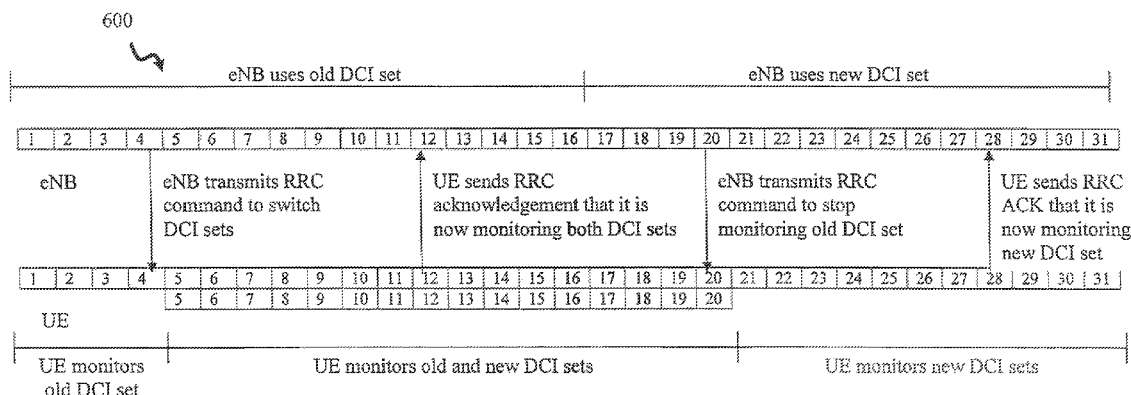 600
eNB uses old DCI set
eNB uses new DCI set
1 2 3 4 5 6 7 8 9 10 11 12 13 14 15 16 17 18 19 20 21 22 23 24 25 26 27 28 29 30 31
eNB
eNB transmits RRC
command to switch
DCI sets
UE sends RRC
acknowledgement that it is
now monitoring both DCI sets
eNB transmits RRC
command to stop
monitoring old DCI set
UE sends RRC
ACK that it is
now monitoring
new DCI set
1 2 3 4 5 6 7 8 9 10 11 12 13 14 15 16 17 18 19 20 21 22 23 24 25 26 27 28 29 30 31
5 6 7 8 9 10 11 12 13 14 15 16 17 18 19 20
UE
UE monitors
old DCI set
UE monitors old and new DCI sets
UE monitors new DCI sets